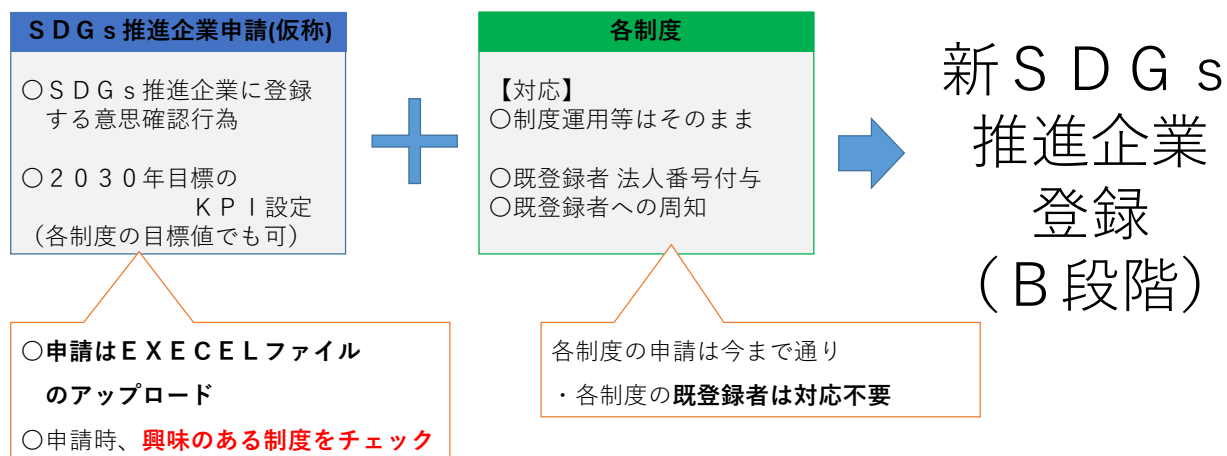 ＳＤＧｓ推進企業申請(仮称)
○ＳＤＧｓ推進企業に登録
する意思確認行為
○２０３０年目標の
ＫＰＩ設定
（各制度の目標値でも可）
各制度
【対応】
○制度運用等はそのまま
○既登録者 法人番号付与
○既登録者への周知
新ＳＤＧｓ
推進企業
登録
（Ｂ段階）
○申請はＥＸＥＣＥＬファイル
のアップロード
○申請時、興味のある制度をチェック
各制度の申請は今まで通り
・各制度の既登録者は対応不要